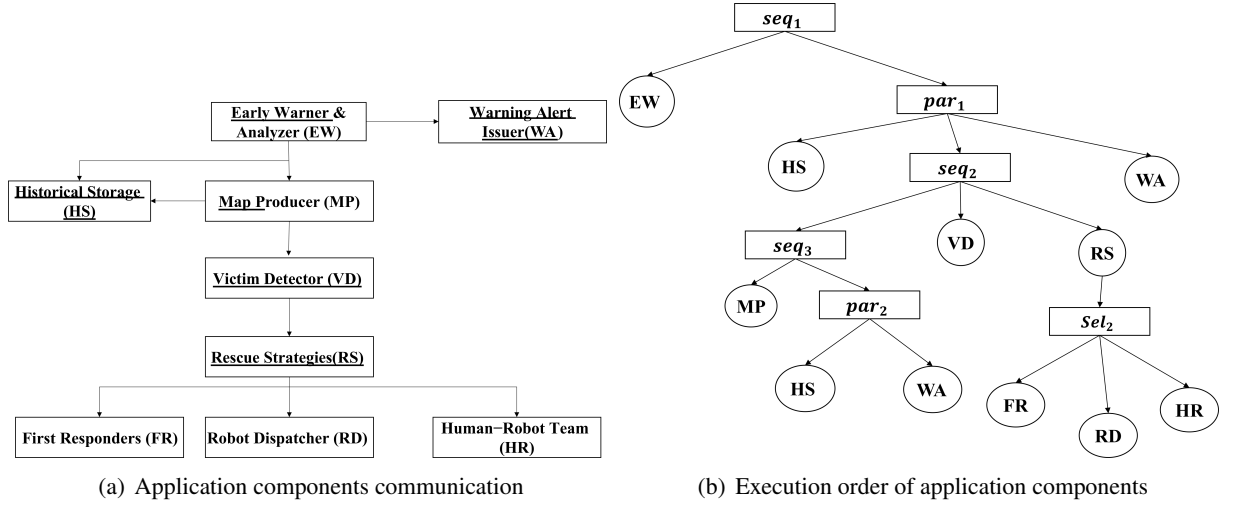 Early Warner &
Analyzer (EW)
Warning Alert
Issuer(WA)
Historical Storage
(HS)
Map Producer (MP)
Victim Detector (VD)
Rescue Strategies(RS)
First Responders (FR)
Robot Dispatcher (RD)
Human−Robot Team
(HR)
(a) Application components communication
seq₁
EW
par₁
HS
seq₂
WA
seq₃
VD
RS
MP
par₂
Sel₂
HS
WA
FR
RD
HR
(b) Execution order of application components